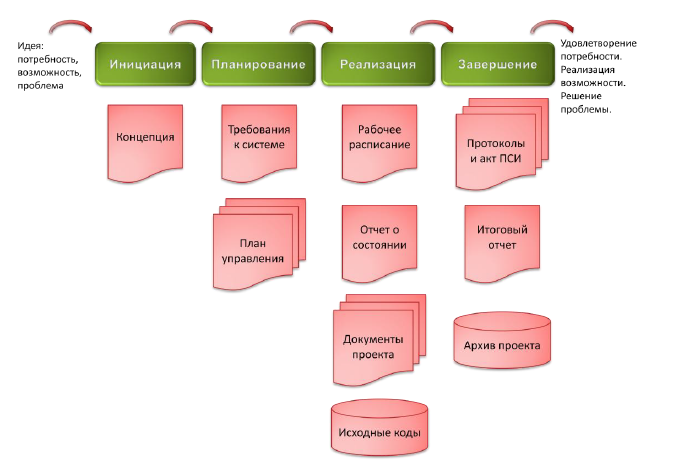 Идея:
потребность,
возможность,
проблема
Инициация
Планирование
Реализация
Завершение
Удовлетворение
потребности.
Реализация
возможности.
Решение
проблемы.
Концепция
Требования
к системе
Рабочее
расписание
Протоколы
и акт ПСИ
План
управления
Отчет о
состоянии
Итоговый
отчет
Документы
проекта
Архив проекта
Исходные коды